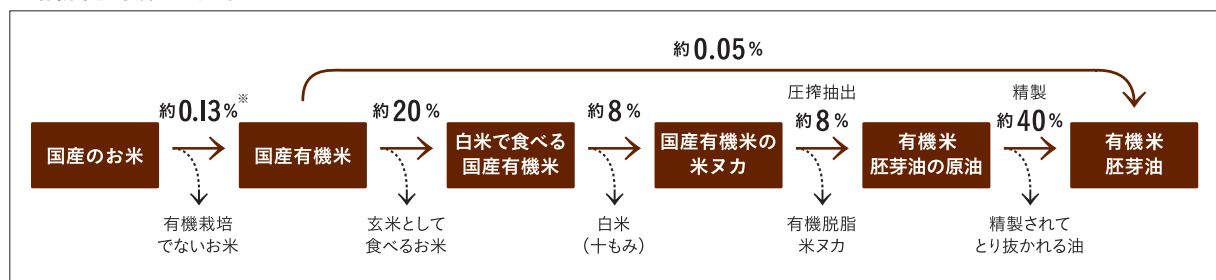 約0.05%
圧搾抽出
精製
約0.13%※
約20%
約8%
約8%
約40%
国産のお米
国産有機米
白米で食べる
国産有機米
国産有機米の
米ヌカ
有機米
胚芽油の原油
有機米
胚芽油
有機栽培
でないお米
玄米として
食べるお米
白米
(十もみ)
有機脱脂
米ヌカ
精製されて
とり抜かれる油